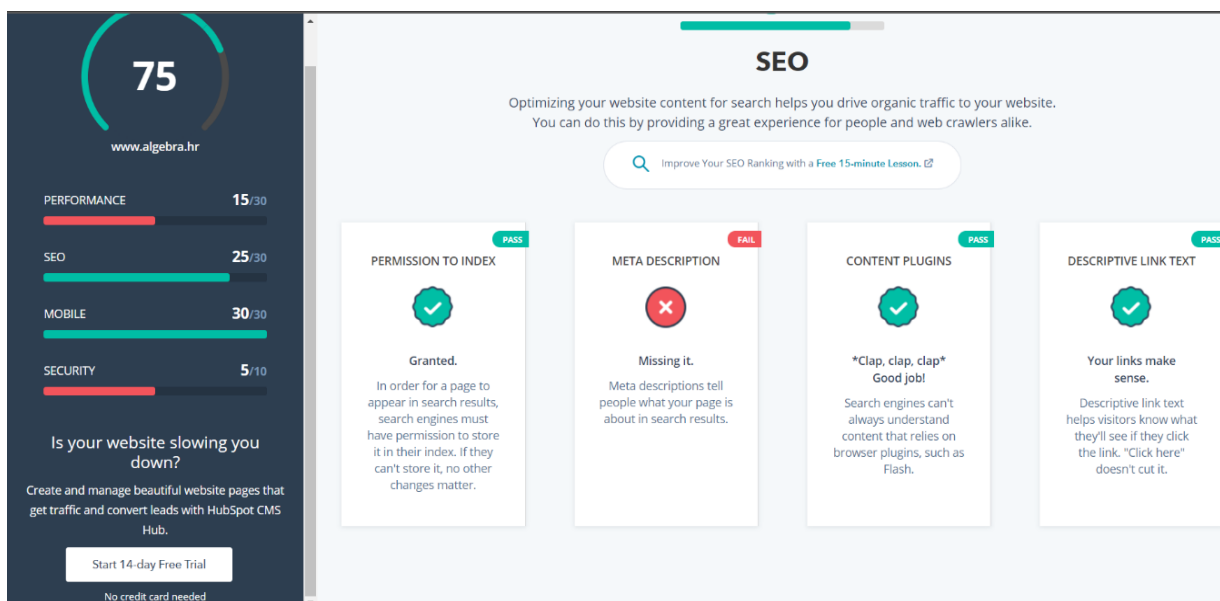 75
www.algebra.hr
PERFORMANCE 15/30
SEO 25/30
MOBILE 30/30
SECURITY 5/10
Is your website slowing you
down?
Create and manage beautiful website pages that
get traffic and convert leads with HubSpot CMS
Hub.
Start 14-day Free Trial
No credit card needed
SEO
Optimizing your website content for search helps you drive organic traffic to your website.
You can do this by providing a great experience for people and web crawlers alike.
Improve Your SEO Ranking with a Free 15-minute Lesson.
PASS
PERMISSION TO INDEX
Granted.
In order for a page to
appear in search results,
search engines must
have permission to store
it in their index. If they
can't store it, no other
changes matter.
FAIL
META DESCRIPTION
Missing it.
Meta descriptions tell
people what your page is
about in search results.
PASS
CONTENT PLUGINS
*Clap, clap, clap*
Good job!
Search engines can't
always understand
content that relies on
browser plugins, such as
Flash.
PASS
DESCRIPTIVE LINK TEXT
Your links make
sense.
Descriptive link text
helps visitors know what
they'll see if they click
the link. "Click here"
doesn't cut it.